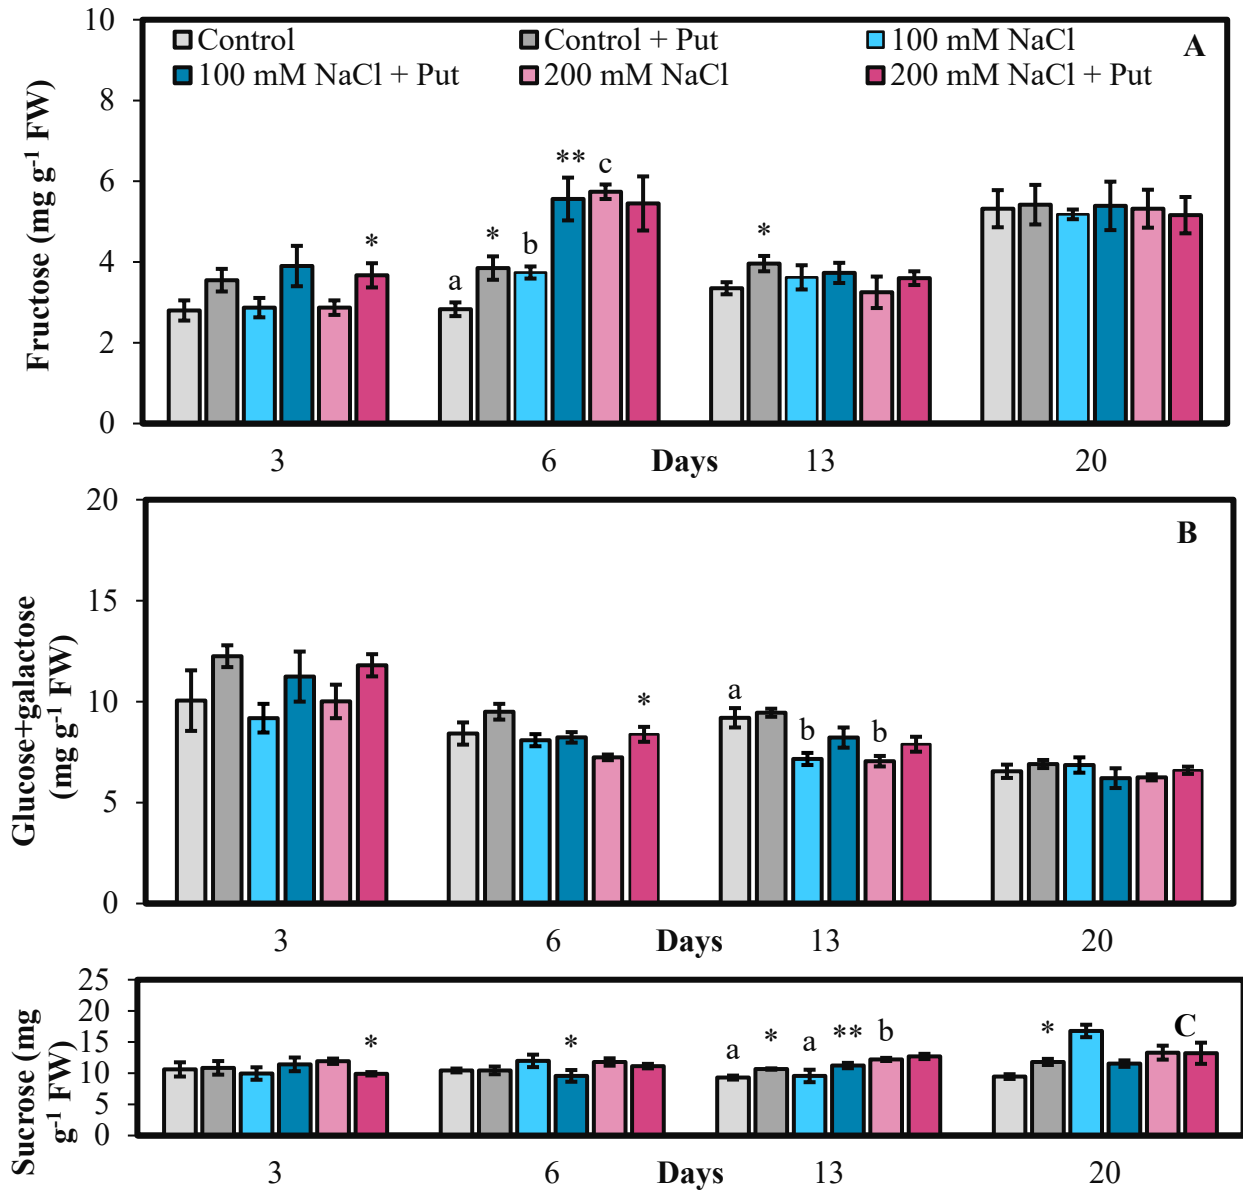 10
Control
Control + Put
100 mM NaCl
A
100 mM NaCl + Put
200 mM NaCl
200 mM NaCl + Put
8
6
4
2
0
Fructose (mg g⁻¹ FW)
*
a
*
b
**
c
*
3
6
Days
13
20
20
B
15
10
5
0
Glucose+galactose
(mg g⁻¹ FW)
*
a
b
b
3
6
Days
13
20
25
20
15
10
5
0
Sucrose (mg
g⁻¹ FW)
C
*
*
a
*
a
**
b
*
3
6
Days
13
20